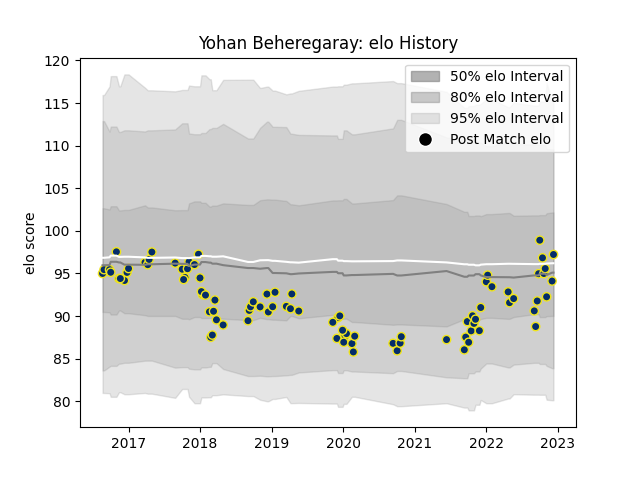 Yohan Beheregaray: elo History
120
115
110
105
100
95
90
85
80
elo score
50% elo Interval
80% elo Interval
95% elo Interval
Post Match elo
2017 2018 2019 2020 2021 2022 2023